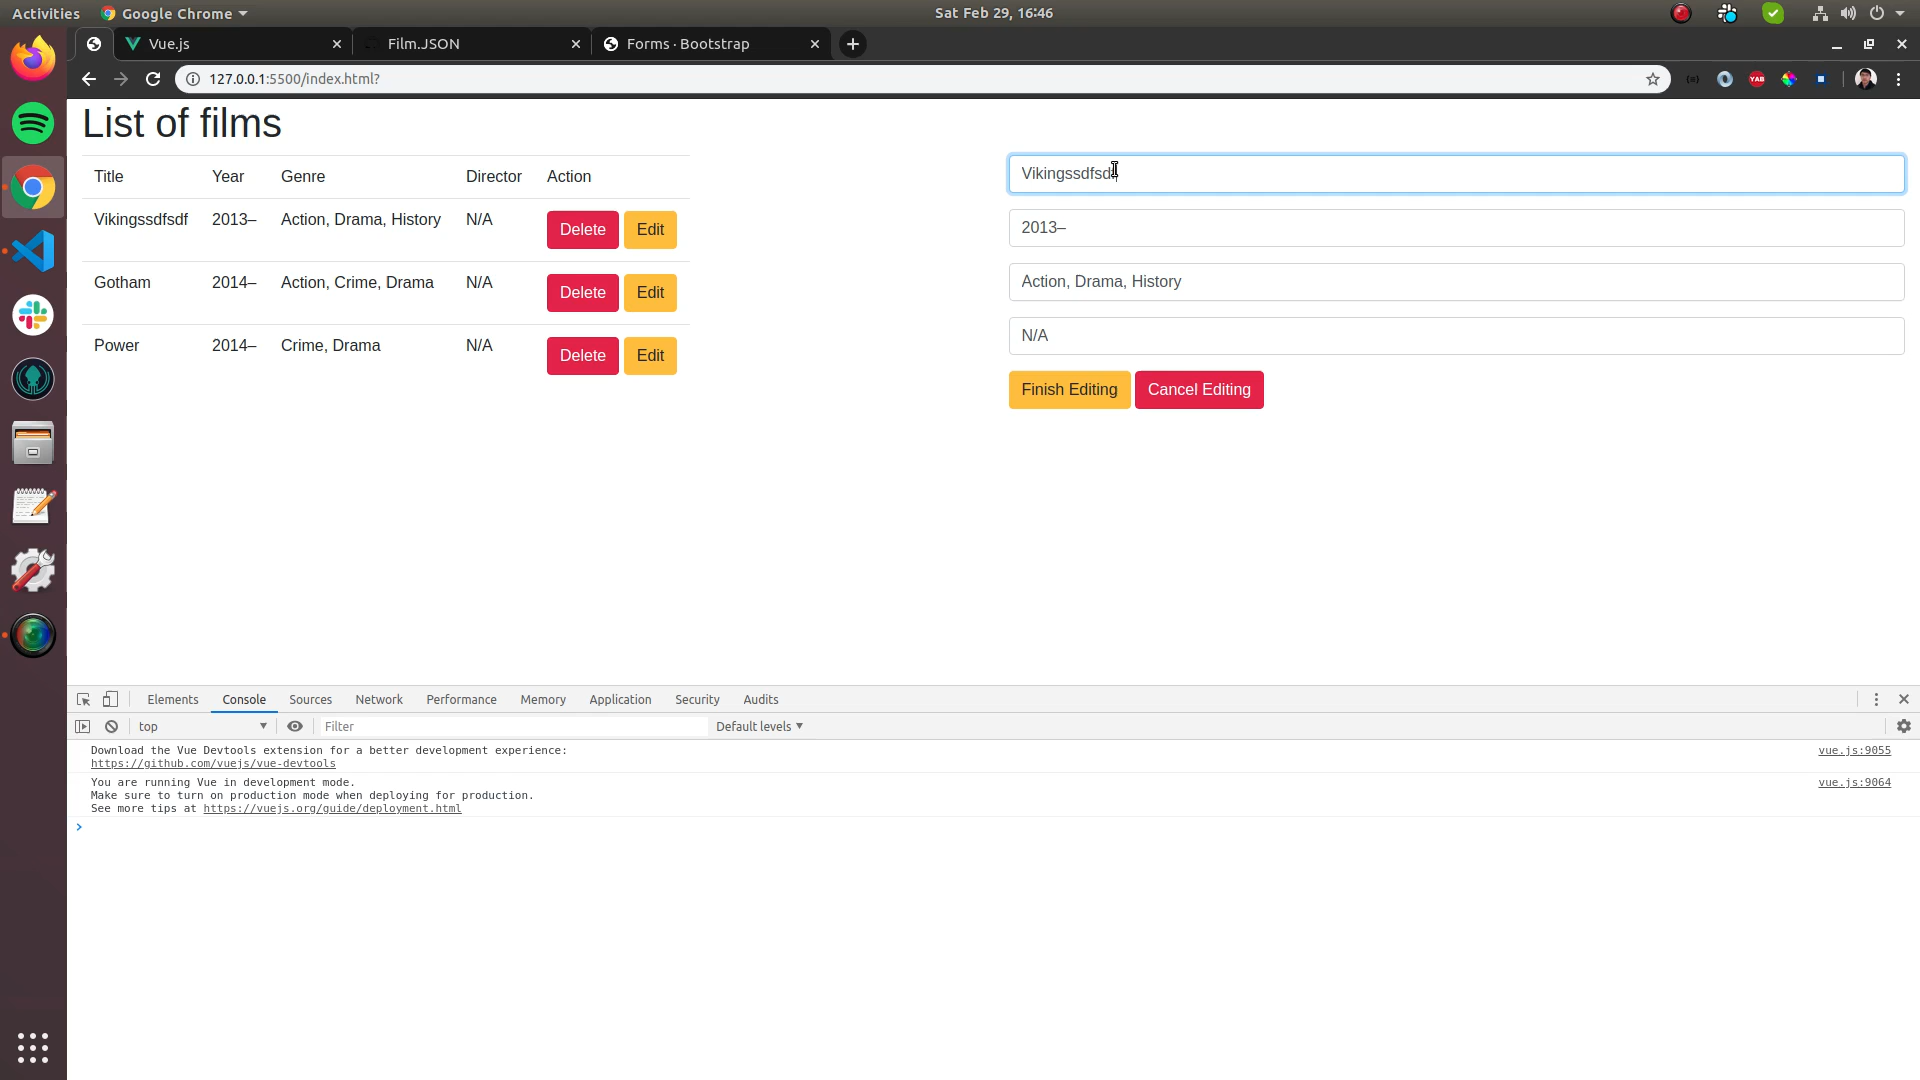 Activities Google Chrome Sat Feb 29, 16:46
Vue.js Film.JSON Forms · Bootstrap
127.0.0.1:5500/index.html?
YAB
List of films
Title Year Genre Director Action
Vikingssdfsdf 2013– Action, Drama, History N/A Delete Edit
Gotham 2014– Action, Crime, Drama N/A Delete Edit
Power 2014– Crime, Drama N/A Delete Edit
Vikingssdfsdf
2013–
Action, Drama, History
N/A
Finish Editing Cancel Editing
Elements Console Sources Network Performance Memory Application Security Audits
top Filter Default levels
Download the Vue Devtools extension for a better development experience: vue.js:9055
https://github.com/vuejs/vue-devtools
You are running Vue in development mode. vue.js:9064
Make sure to turn on production mode when deploying for production.
See more tips at https://vuejs.org/guide/deployment.html